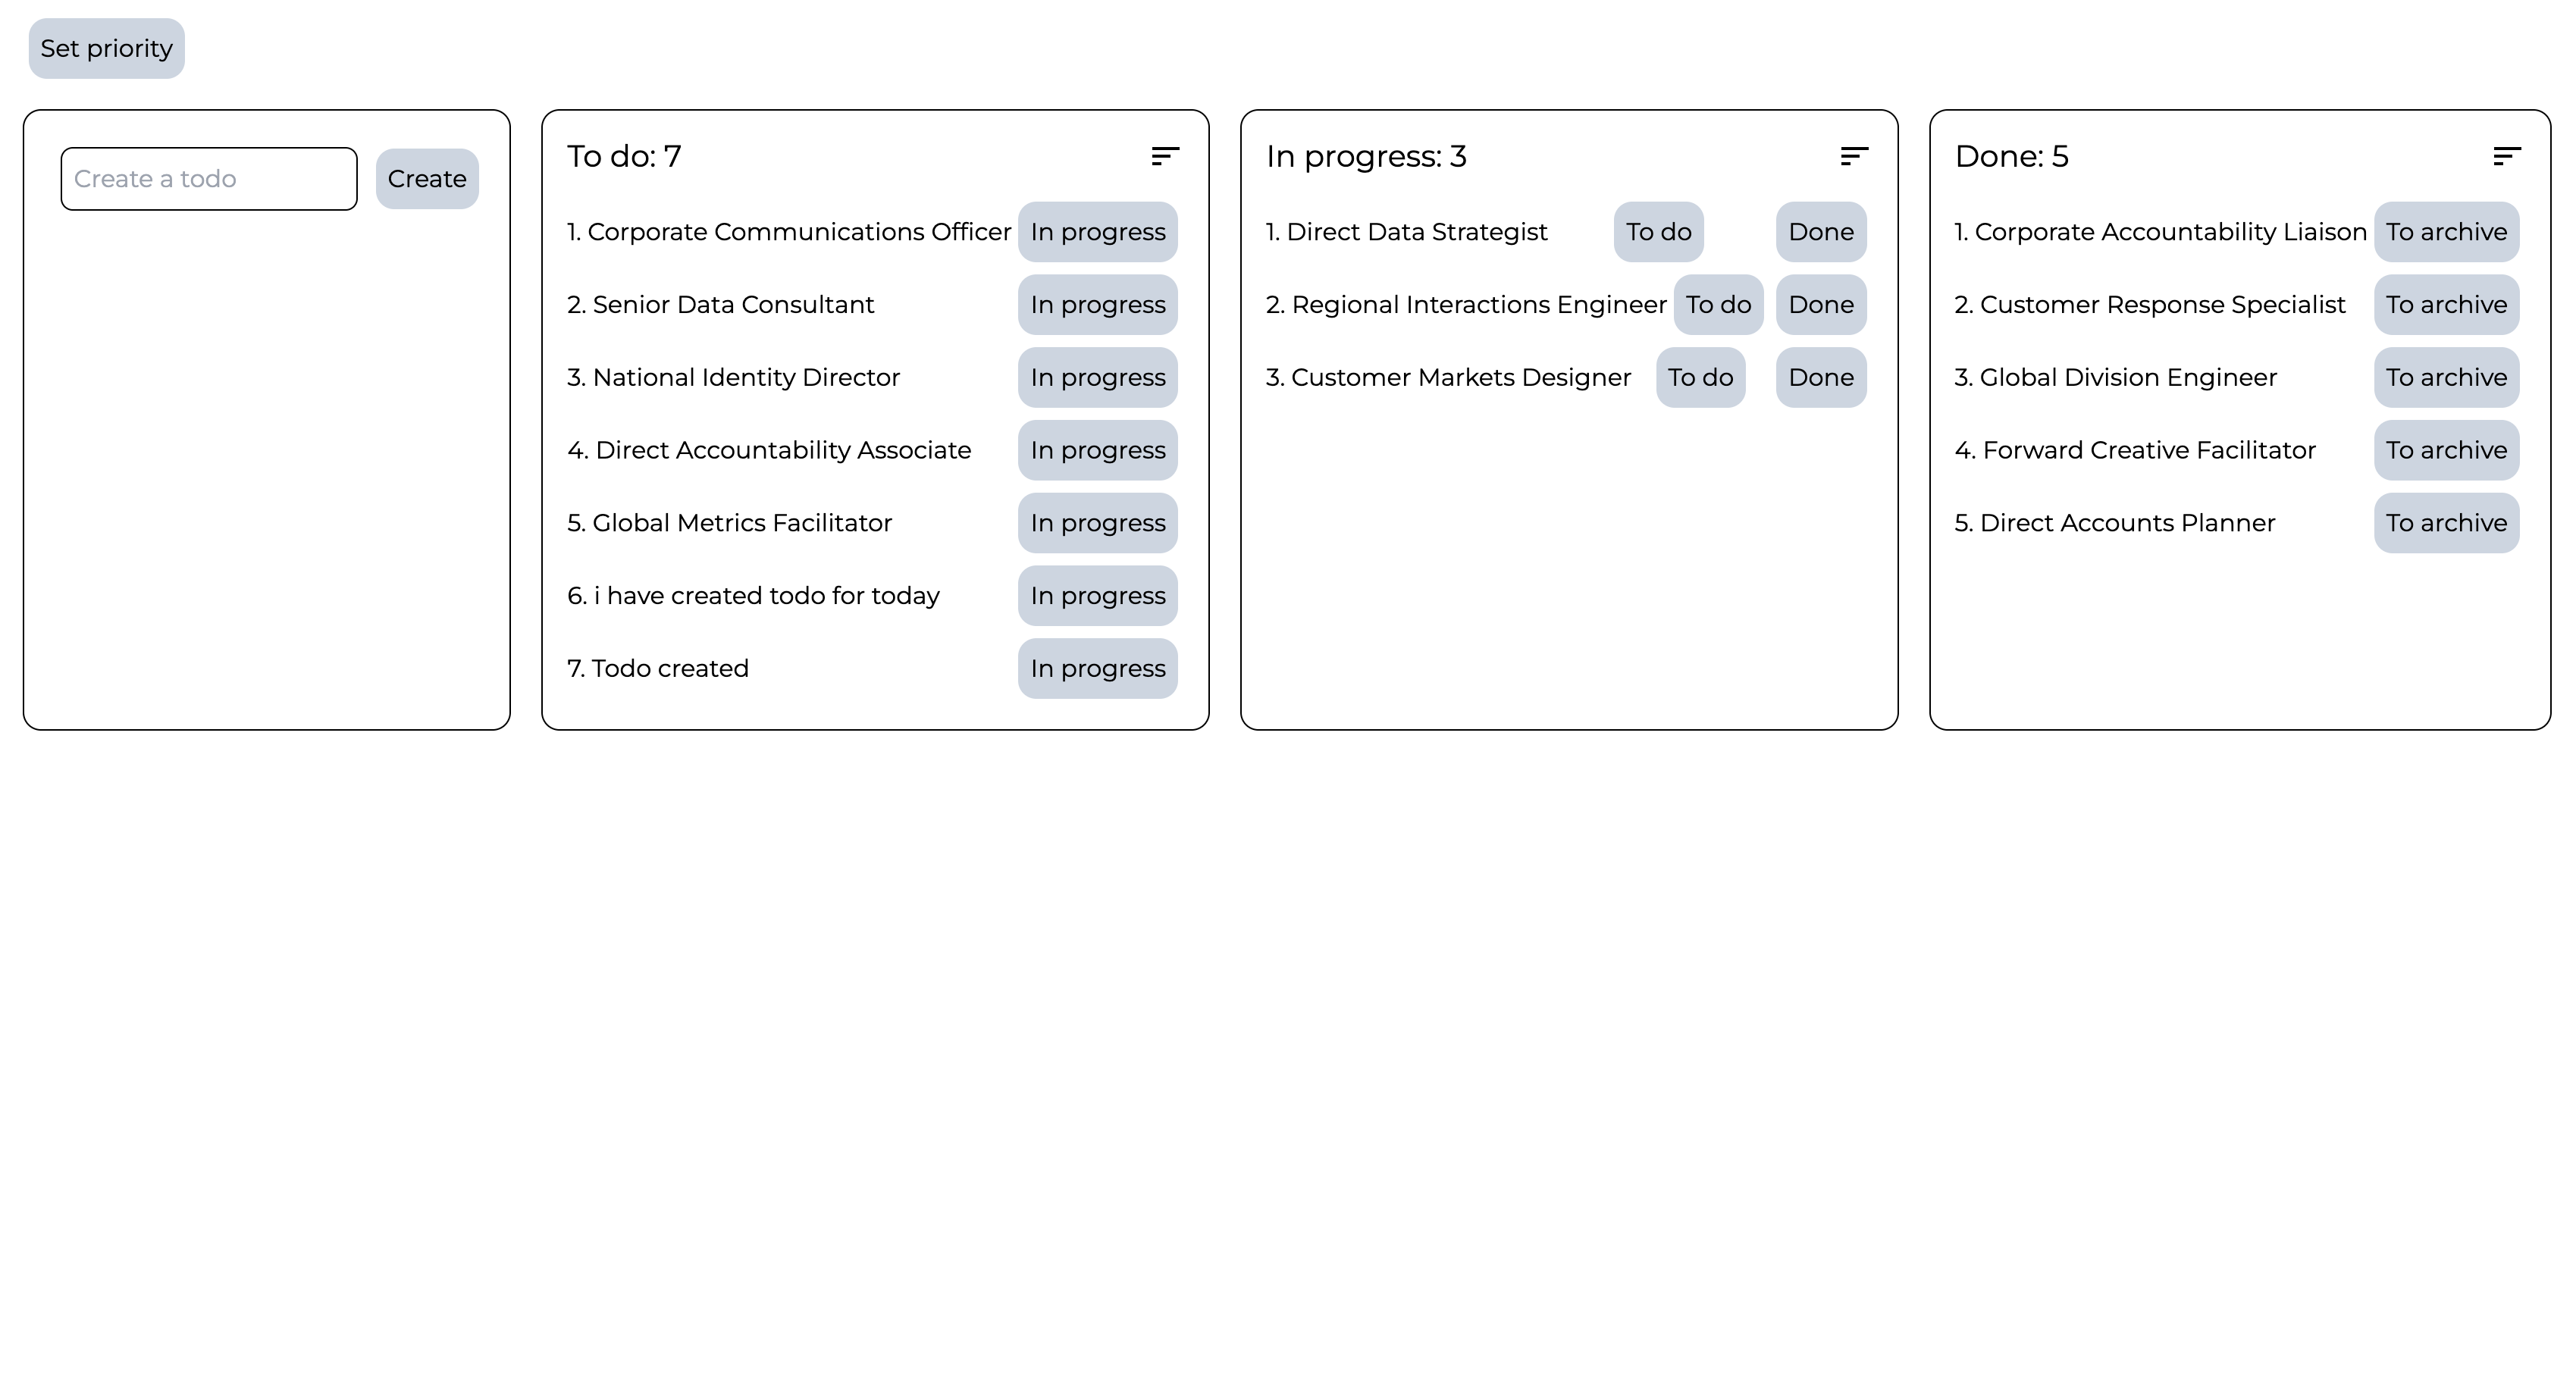 Set priority
Create a todo
Create
To do: 7
1. Corporate Communications Officer In progress
2. Senior Data Consultant In progress
3. National Identity Director In progress
4. Direct Accountability Associate In progress
5. Global Metrics Facilitator In progress
6. i have created todo for today In progress
7. Todo created In progress
In progress: 3
1. Direct Data Strategist To do Done
2. Regional Interactions Engineer To do Done
3. Customer Markets Designer To do Done
Done: 5
1. Corporate Accountability Liaison To archive
2. Customer Response Specialist To archive
3. Global Division Engineer To archive
4. Forward Creative Facilitator To archive
5. Direct Accounts Planner To archive